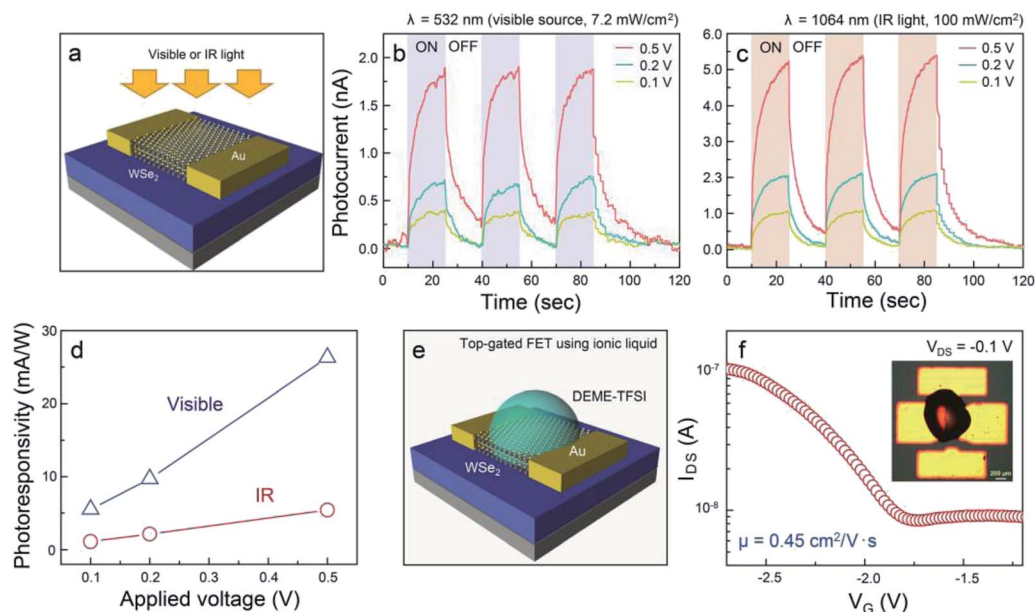 a
Visible or IR light
Au
WSe2
λ = 532 nm (visible source, 7.2 mW/cm²)
b
ON OFF
0.5 V
0.2 V
0.1 V
Photocurrent (nA)
2.0
1.5
1.0
0.5
0.0
0 20 40 60 80 100 120
Time (sec)
λ = 1064 nm (IR light, 100 mW/cm²)
c
ON OFF
0.5 V
0.2 V
0.1 V
6.0
5.0
4.0
2.3
1.0
0.0
0 20 40 60 80 100 120
Time (sec)
d
Photoresponsivity (mA/W)
30
20
10
0
Visible
IR
0.1 0.2 0.3 0.4 0.5
Applied voltage (V)
e
Top-gated FET using ionic liquid
DEME-TFSI
Au
WSe2
f
VDS = -0.1 V
IDS (A)
10-7
10-8
200 μm
μ = 0.45 cm²/V · s
-2.5 -2.0 -1.5
VG (V)